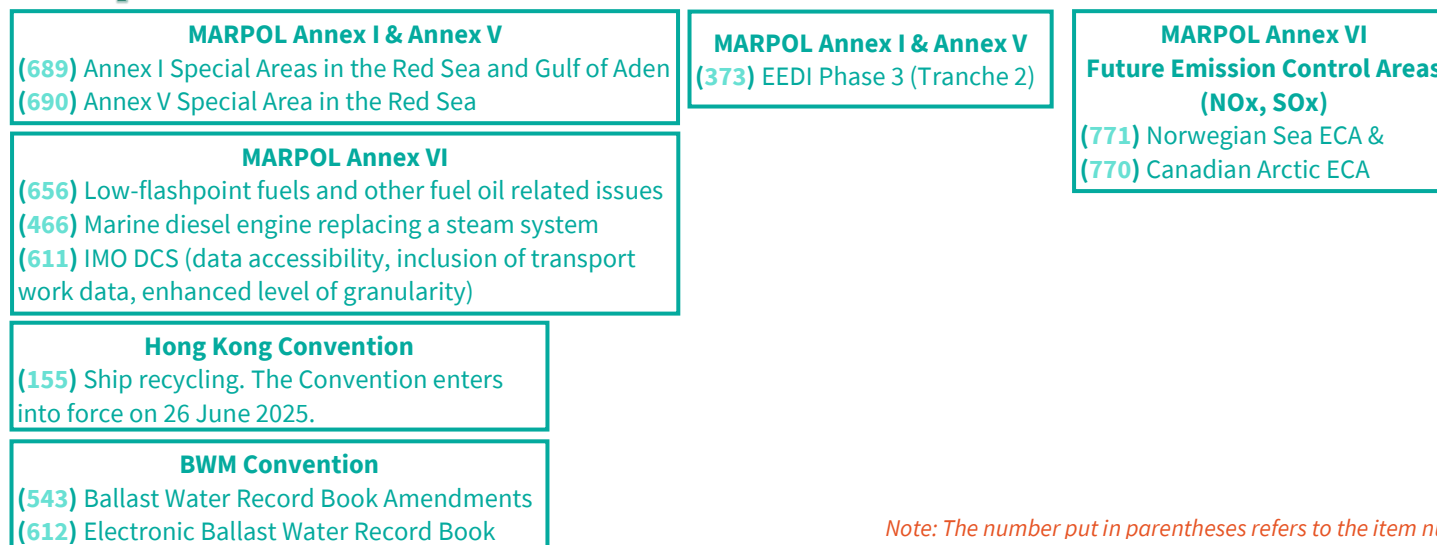 MARPOL Annex I & Annex V
(689) Annex I Special Areas in the Red Sea and Gulf of Aden
(690) Annex V Special Area in the Red Sea
MARPOL Annex VI
(656) Low-flashpoint fuels and other fuel oil related issues
(466) Marine diesel engine replacing a steam system
(611) IMO DCS (data accessibility, inclusion of transport
work data, enhanced level of granularity)
Hong Kong Convention
(155) Ship recycling. The Convention enters
into force on 26 June 2025.
BWM Convention
(543) Ballast Water Record Book Amendments
(612) Electronic Ballast Water Record Book
MARPOL Annex I & Annex V
(373) EEDI Phase 3 (Tranche 2)
MARPOL Annex VI
Future Emission Control Areas
(NOx, SOx)
(771) Norwegian Sea ECA &
(770) Canadian Arctic ECA
Note: The number put in parentheses refers to the item